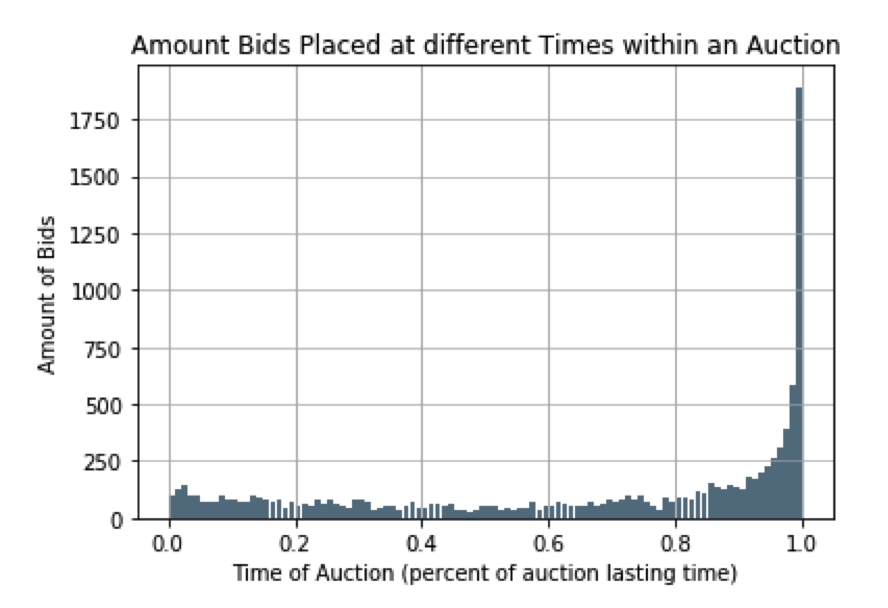 Amount Bids Placed at different Times within an Auction
1750
1500
1250
1000
750
500
250
0
Amount of Bids
0.0 0.2 0.4 0.6 0.8 1.0
Time of Auction (percent of auction lasting time)